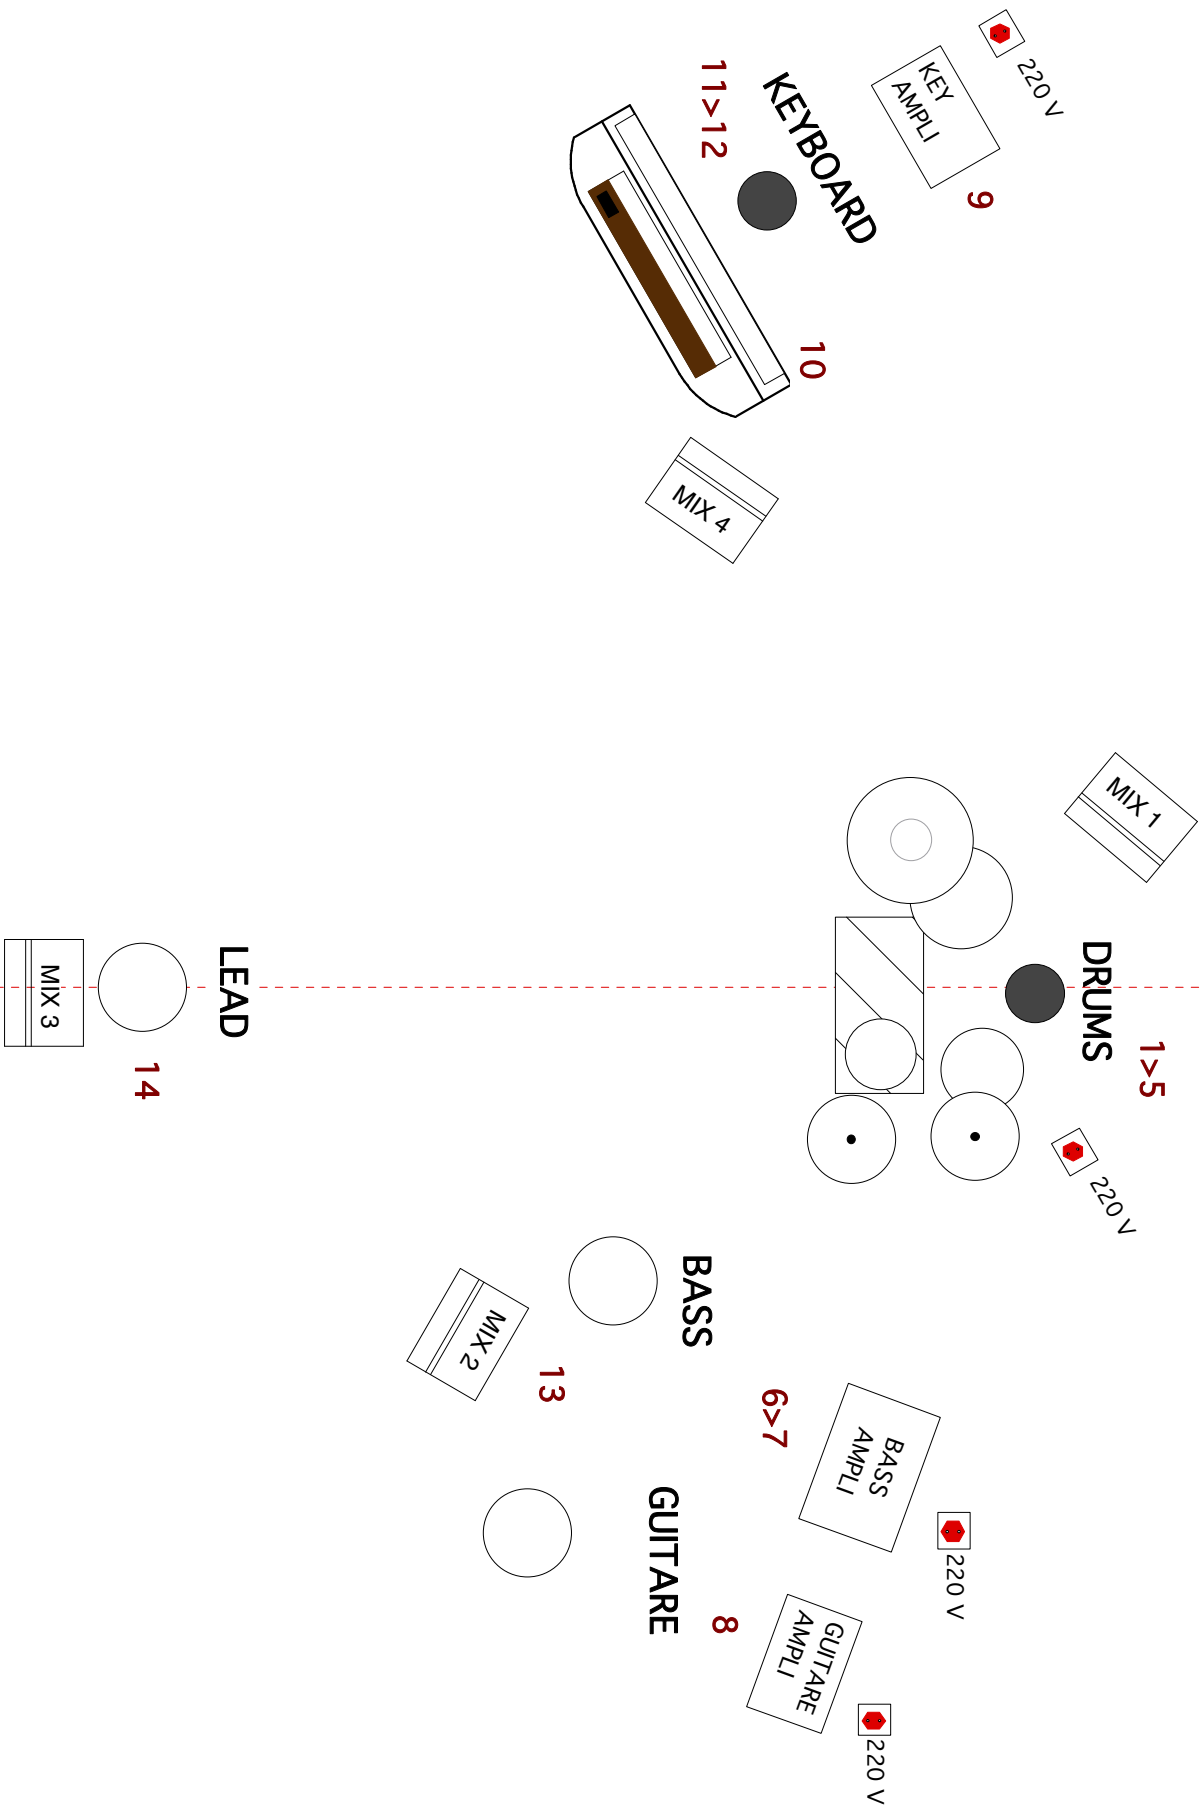 220 V
KEY
AMPLI
9
KEYBOARD
11>12
10
MIX 4
MIX 1
DRUMS
1>5
220 V
LEAD
MIX 3
14
BASS
MIX 2
13
6>7
BASS
AMPLI
220 V
GUITARE
8
GUITARE
AMPLI
220 V